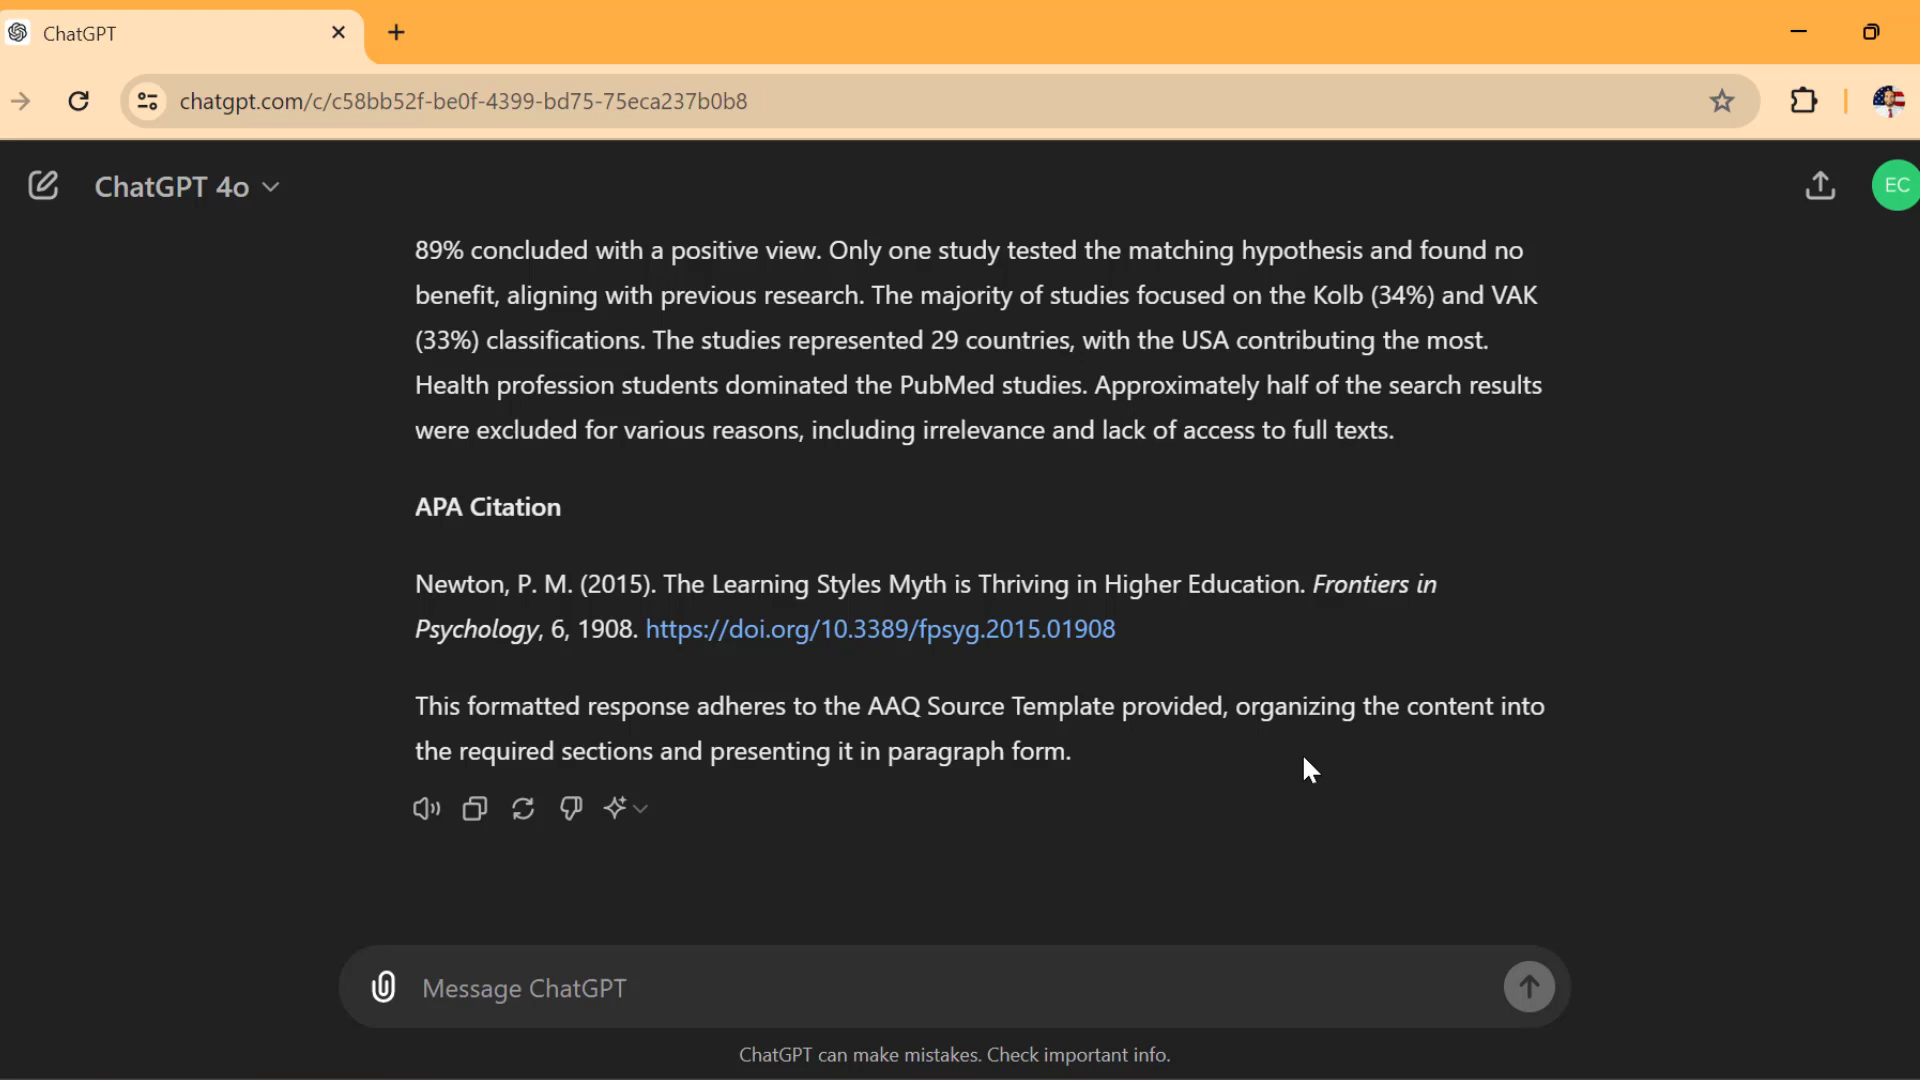 ChatGPT
chatgpt.com/c/c58bb52f-be0f-4399-bd75-75eca237b0b8
ChatGPT 4o
EC
89% concluded with a positive view. Only one study tested the matching hypothesis and found no
benefit, aligning with previous research. The majority of studies focused on the Kolb (34%) and VAK
(33%) classifications. The studies represented 29 countries, with the USA contributing the most.
Health profession students dominated the PubMed studies. Approximately half of the search results
were excluded for various reasons, including irrelevance and lack of access to full texts.
APA Citation
Newton, P. M. (2015). The Learning Styles Myth is Thriving in Higher Education. Frontiers in
Psychology, 6, 1908. https://doi.org/10.3389/fpsyg.2015.01908
This formatted response adheres to the AAQ Source Template provided, organizing the content into
the required sections and presenting it in paragraph form.
Message ChatGPT
ChatGPT can make mistakes. Check important info.